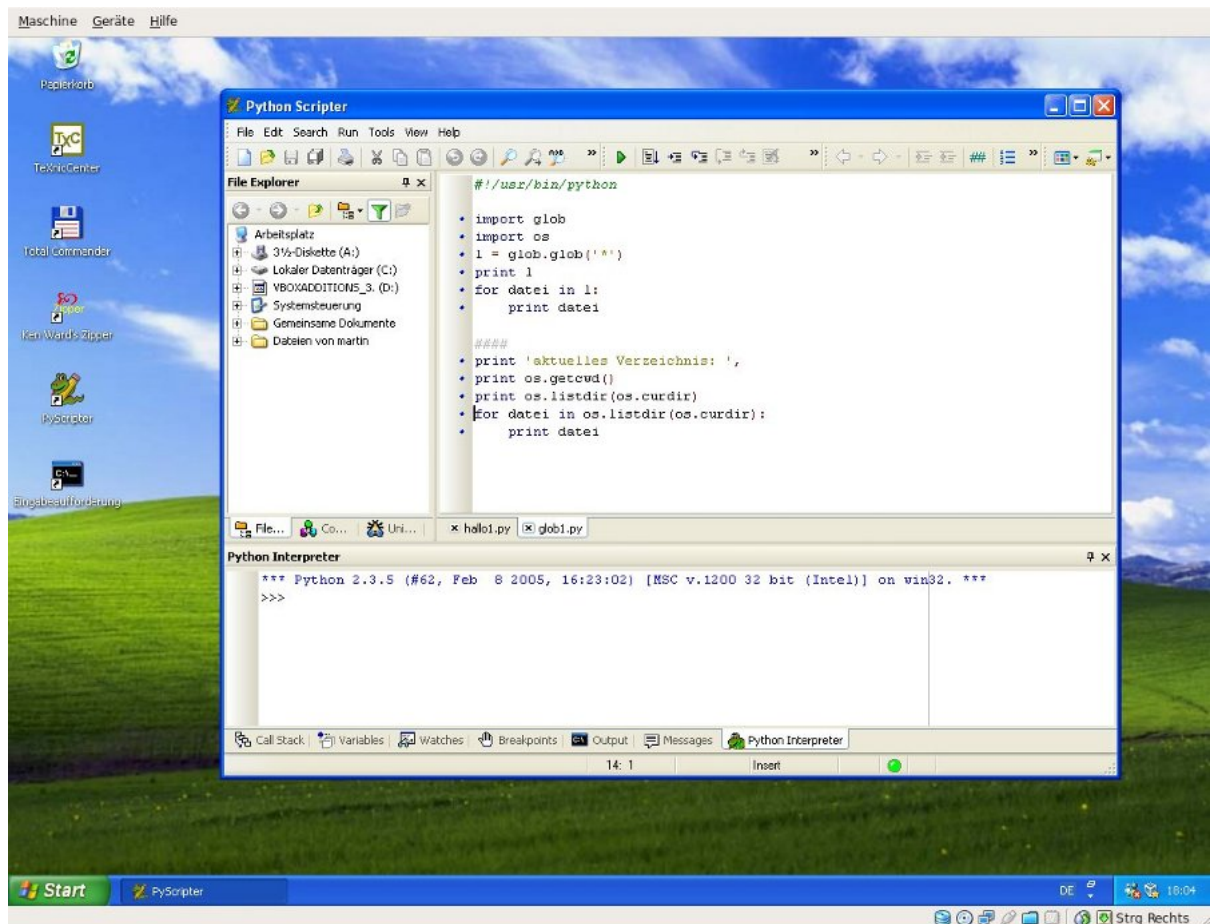 Maschine Geräte Hilfe
Papierkorb
TeXnicCenter
Total Commander
Ken Ward's Zipper
PyScripter
Eingabeaufforderung
Python Scripter
File Edit Search Run Tools View Help
File Explorer
Arbeitsplatz
3½-Diskette (A:)
Lokaler Datenträger (C:)
VBOXADDITIONS_3. (D:)
Systemsteuerung
Gemeinsame Dokumente
Dateien von martin
File... Co... Uni...
#!/usr/bin/python
import glob
import os
l = glob.glob('*')
print l
for datei in l:
print datei
####
print 'aktuelles Verzeichnis: ',
print os.getcwd()
print os.listdir(os.curdir)
for datei in os.listdir(os.curdir):
print datei
hallo1.py glob1.py
Python Interpreter
*** Python 2.3.5 (#62, Feb 8 2005, 16:23:02) [MSC v.1200 32 bit (Intel)] on win32. ***
>>>
Call Stack Variables Watches Breakpoints Output Messages Python Interpreter
14: 1 Insert
Start PyScripter DE 18:04
Strg Rechts